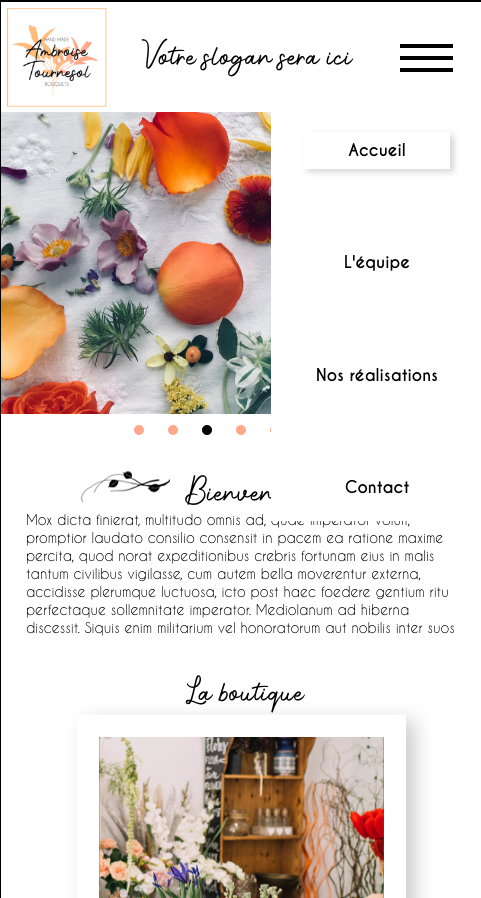 HAND MADE
Ambroise
Tournesol
BOUQUETS
Votre slogan sera ici
Accueil
L'équipe
Nos réalisations
Contact
Bienven
Mox dicta finierat, multitudo omnis ad, quae imperator voluit,
promptior laudato consilio consensit in pacem ea ratione maxime
percita, quod norat expeditionibus crebris fortunam eius in malis
tantum civilibus vigilasse, cum autem bella moverentur externa,
accidisse plerumque luctuosa, icto post haec foedere gentium ritu
perfectaque sollemnitate imperator. Mediolanum ad hiberna
discessit. Siquis enim militarium vel honoratorum aut nobilis inter suos
La boutique